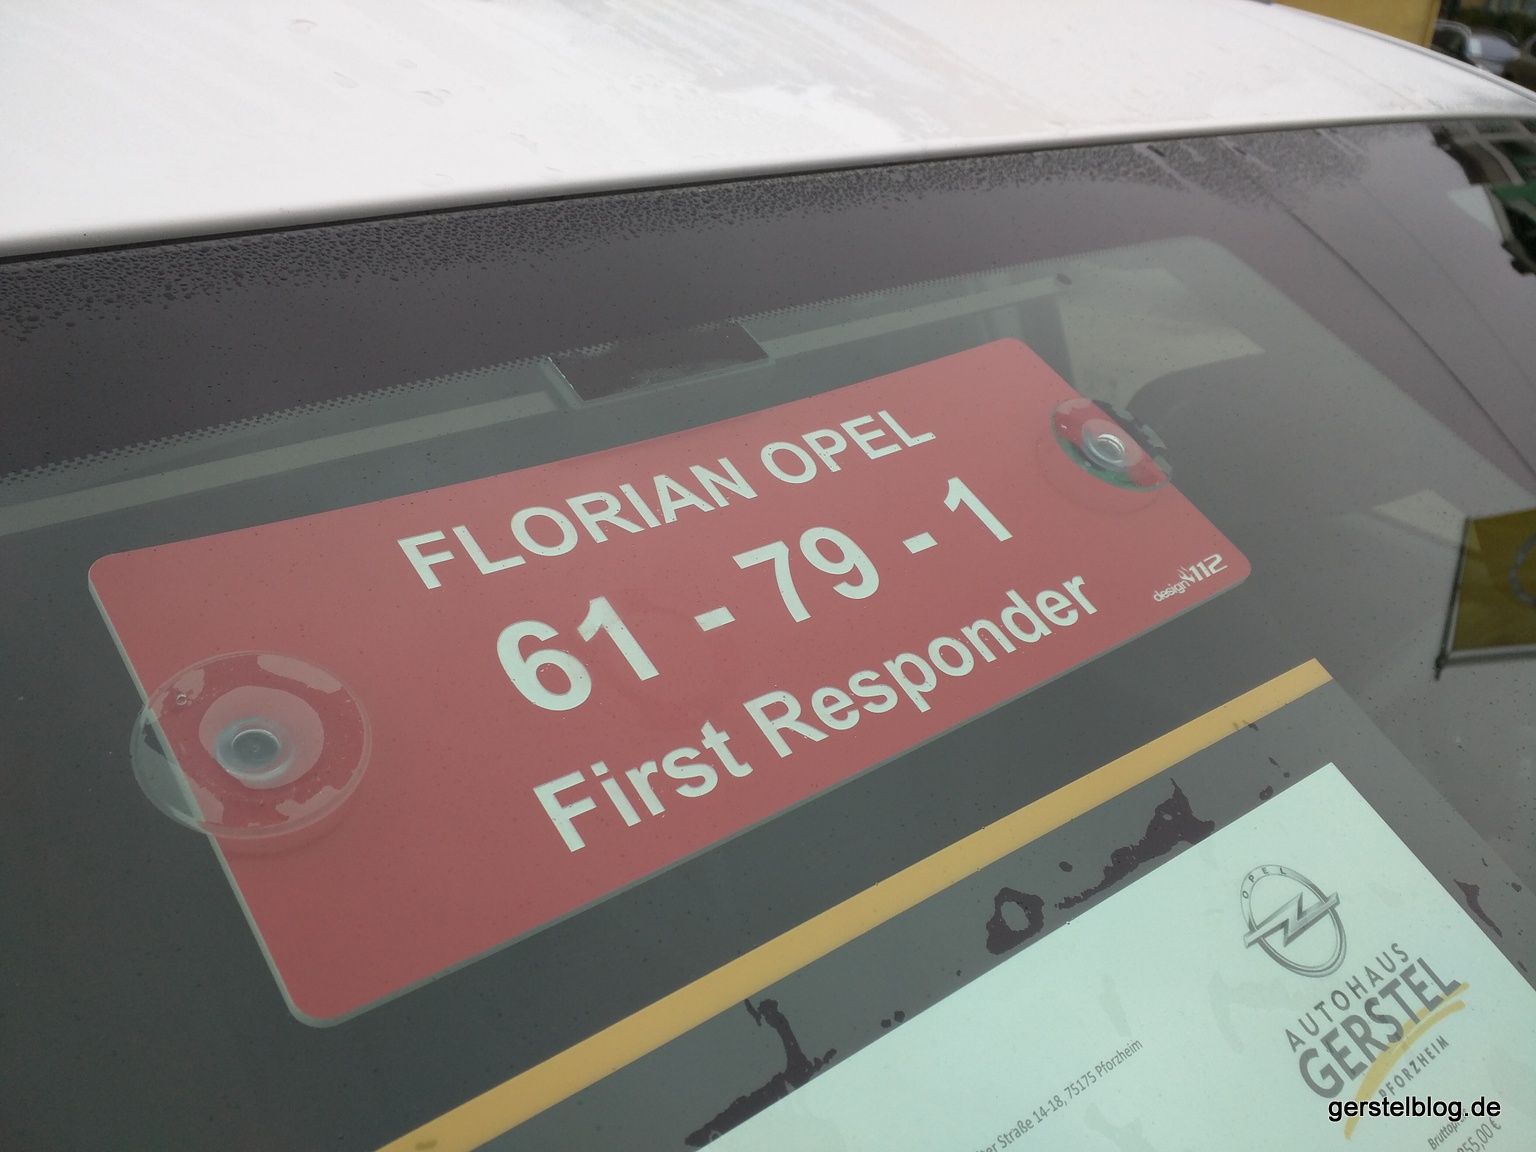 FLORIAN OPEL
61 - 79 - 1
First Responder
design112
OPEL
AUTOHAUS
GERSTEL
PFORZHEIM
Straße 14-18, 75175 Pforzheim
gerstelblog.de